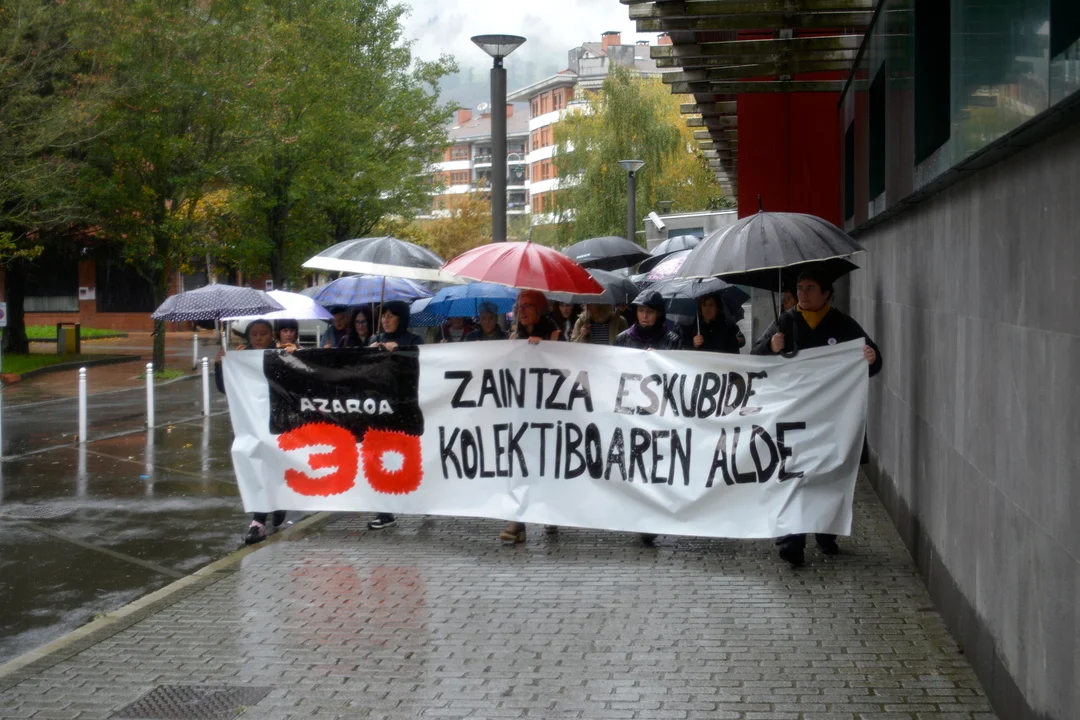 AZAROA
30
ZAINTZA ESKUBIDE
KOLEKTIBOAREN ALDE